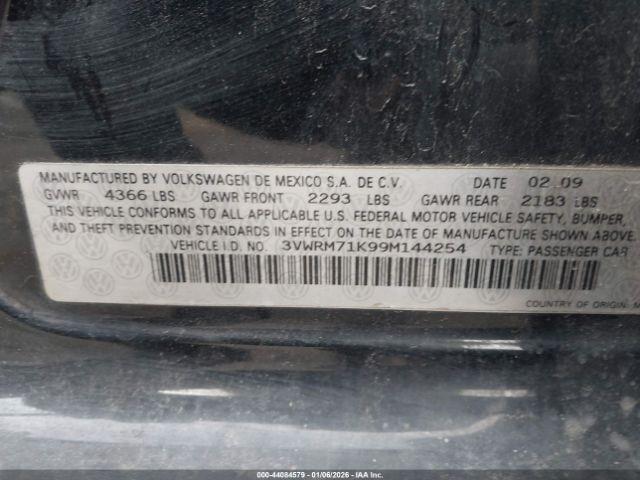 MANUFACTURED BY VOLKSWAGEN DE MEXICO S.A. DE C.V. DATE 02.09
GVWR 4366 LBS GAWR FRONT 2293 LBS GAWR REAR 2183 LBS
THIS VEHICLE CONFORMS TO ALL APPLICABLE U.S. FEDERAL MOTOR VEHICLE SAFETY, BUMPER,
AND THEFT PREVENTION STANDARDS IN EFFECT ON THE DATE OF MANUFACTURE SHOWN ABOVE.
VEHICLE I.D. NO. 3VWRM71K99M144254 TYPE: PASSENGER CAR
COUNTRY OF ORIGIN: M
000-44084579 - 01/06/2026 - IAAI.COM